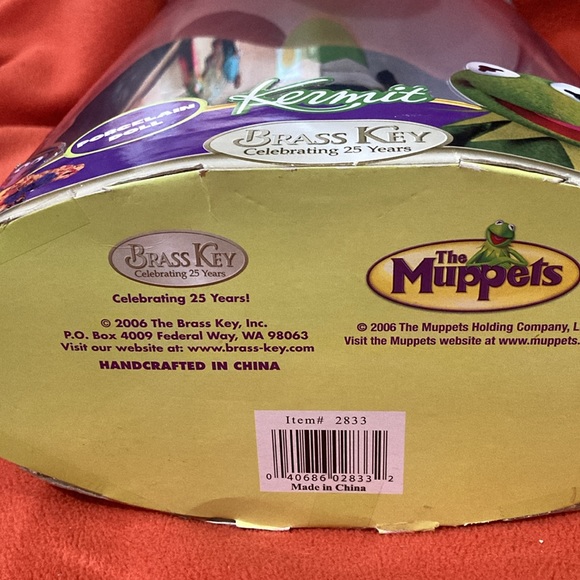 Kermit
PORCELAIN
DOLL
BRASS KEY
Celebrating 25 Years
BRASS KEY
Celebrating 25 Years
Celebrating 25 Years!
© 2006 The Brass Key, Inc.
P.O. Box 4009 Federal Way, WA 98063
Visit our website at: www.brass-key.com
HANDCRAFTED IN CHINA
The
Muppets
© 2006 The Muppets Holding Company, L
Visit the Muppets website at www.muppets.
Item# 2833
0 40686 02833 2
Made in China